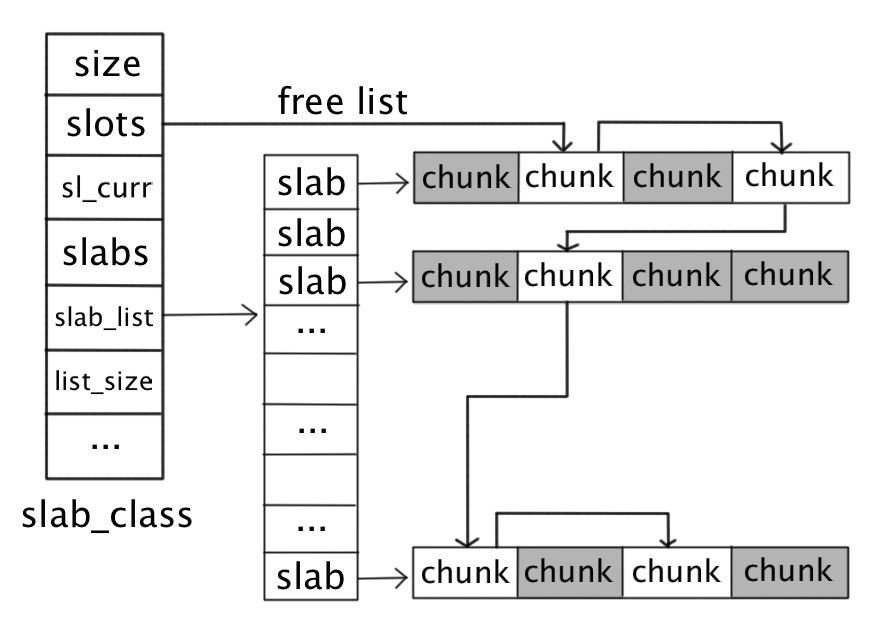 size
slots
sl_curr
slabs
slab_list
list_size
...
slab_class
free list
slab
slab
slab
...
...
...
slab
chunk chunk chunk chunk
chunk chunk chunk chunk
chunk chunk chunk chunk